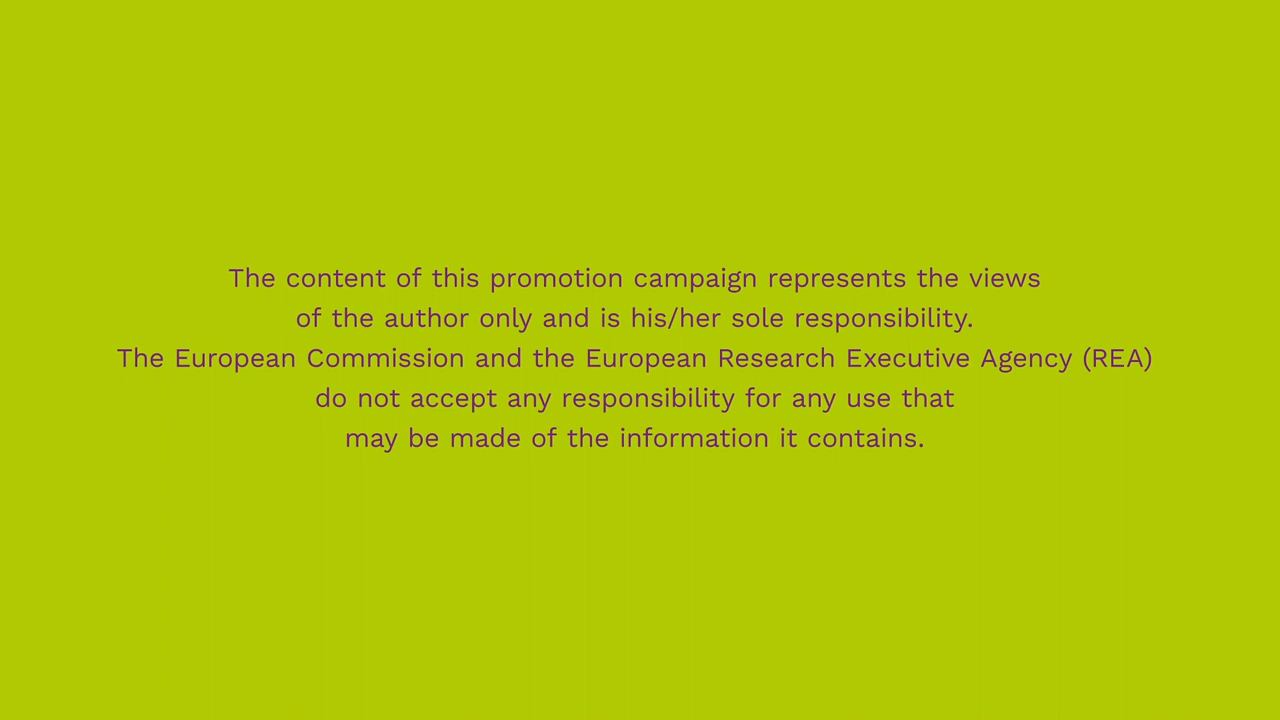 The content of this promotion campaign represents the views
of the author only and is his/her sole responsibility.
The European Commission and the European Research Executive Agency (REA)
do not accept any responsibility for any use that
may be made of the information it contains.